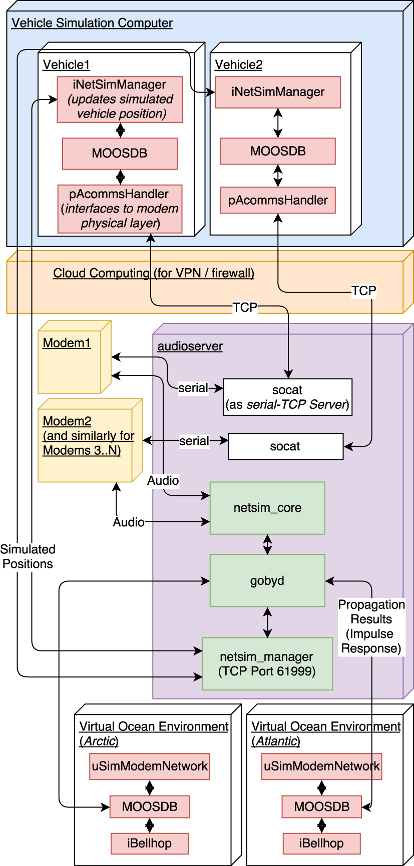 Vehicle Simulation Computer
Vehicle1
Vehicle2
iNetSimManager
(updates simulated
vehicle position)
iNetSimManager
MOOSDB
MOOSDB
pAcommsHandler
(interfaces to modem
physical layer)
pAcommsHandler
Cloud Computing (for VPN / firewall)
TCP
TCP
Modem1
audioserver
serial
socat
(as serial-TCP Server)
Modem2
(and similarly for
Modems 3..N)
serial
socat
Audio
netsim_core
Audio
Simulated
Positions
gobyd
Propagation
Results
(Impulse
Response)
netsim_manager
(TCP Port 61999)
Virtual Ocean Environment
(Arctic)
Virtual Ocean Environment
(Atlantic)
uSimModemNetwork
uSimModemNetwork
MOOSDB
MOOSDB
iBellhop
iBellhop